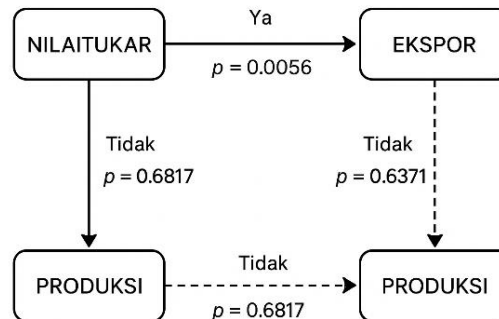 Ya
NILAITUKAR
EKSPOR
p = 0.0056
Tidak
p = 0.6817
Tidak
p = 0.6371
PRODUKSI
Tidak
PRODUKSI
p = 0.6817